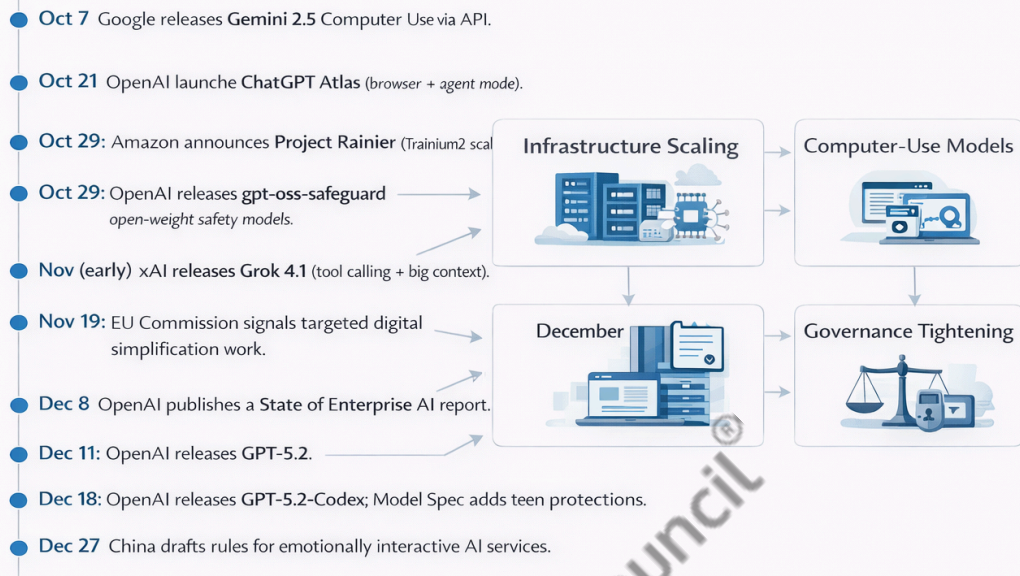 Oct 7 Google releases Gemini 2.5 Computer Use via API.
Oct 21 OpenAI launche ChatGPT Atlas (browser + agent mode).
Oct 29: Amazon announces Project Rainier (Trainium2 scal
Oct 29: OpenAI releases gpt-oss-safeguard
open-weight safety models.
Nov (early) xAI releases Grok 4.1 (tool calling + big context).
Nov 19: EU Commission signals targeted digital
simplification work.
Dec 8 OpenAI publishes a State of Enterprise AI report.
Dec 11: OpenAI releases GPT-5.2.
Dec 18: OpenAI releases GPT-5.2-Codex; Model Spec adds teen protections.
Dec 27 China drafts rules for emotionally interactive AI services.
Infrastructure Scaling
Computer-Use Models
December
Governance Tightening
ouncil®